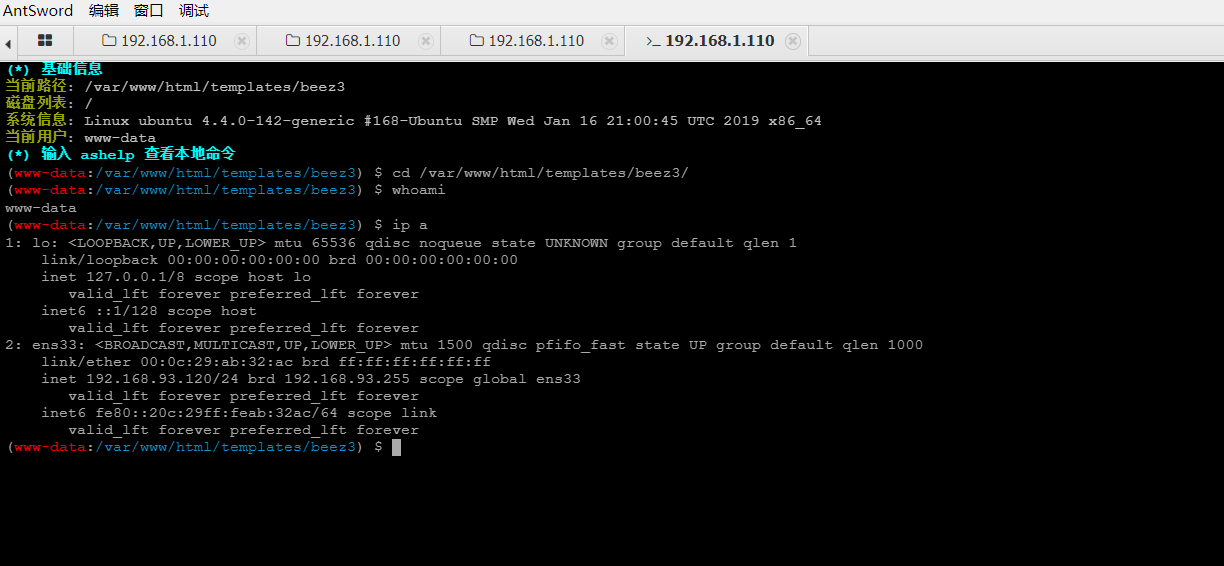 AntSword 编辑 窗口 调试
192.168.1.110 192.168.1.110 192.168.1.110 >_ 192.168.1.110
(*) 基础信息
当前路径: /var/www/html/templates/beez3
磁盘列表: /
系统信息: Linux ubuntu 4.4.0-142-generic #168-Ubuntu SMP Wed Jan 16 21:00:45 UTC 2019 x86_64
当前用户: www-data
(*) 输入 ashelp 查看本地命令
(www-data:/var/www/html/templates/beez3) $ cd /var/www/html/templates/beez3/
(www-data:/var/www/html/templates/beez3) $ whoami
www-data
(www-data:/var/www/html/templates/beez3) $ ip a
1: lo: <LOOPBACK,UP,LOWER_UP> mtu 65536 qdisc noqueue state UNKNOWN group default qlen 1
    link/loopback 00:00:00:00:00:00 brd 00:00:00:00:00:00
    inet 127.0.0.1/8 scope host lo
       valid_lft forever preferred_lft forever
    inet6 ::1/128 scope host
       valid_lft forever preferred_lft forever
2: ens33: <BROADCAST,MULTICAST,UP,LOWER_UP> mtu 1500 qdisc pfifo_fast state UP group default qlen 1000
    link/ether 00:0c:29:ab:32:ac brd ff:ff:ff:ff:ff:ff
    inet 192.168.93.120/24 brd 192.168.93.255 scope global ens33
       valid_lft forever preferred_lft forever
    inet6 fe80::20c:29ff:feab:32ac/64 scope link
       valid_lft forever preferred_lft forever
(www-data:/var/www/html/templates/beez3) $